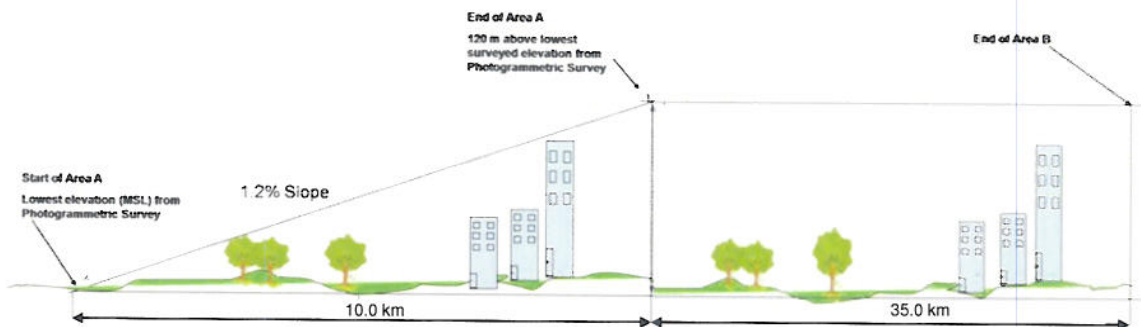 End of Area A
120 m above lowest
surveyed elevation from
Photogrammetric Survey
End of Area B
Start of Area A
Lowest elevation (MSL) from
Photogrammetric Survey
1.2% Slope
10.0 km
35.0 km